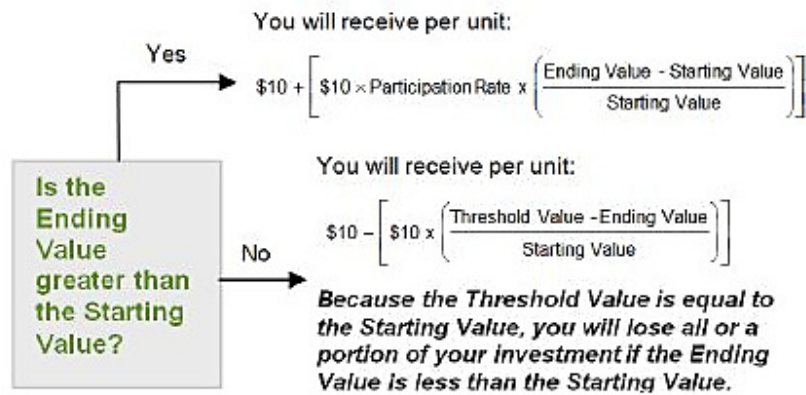 You will receive per unit:
Yes
$10 + [ $10 × Participation Rate x ( Ending Value - Starting Value / Starting Value ) ]
You will receive per unit:
Is the
Ending
Value
greater than
the Starting
Value?
$10 – [ $10 x ( Threshold Value - Ending Value / Starting Value ) ]
No
Because the Threshold Value is equal to
the Starting Value, you will lose all or a
portion of your investment if the Ending
Value is less than the Starting Value.